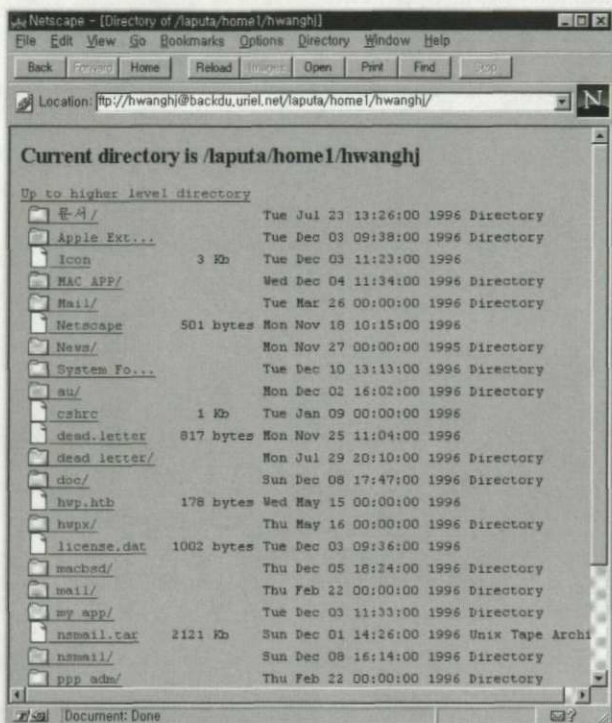 Netscape - [Directory of /laputa/home1/hwanghj]
File Edit View Go Bookmarks Options Directory Window Help
Back Forward Home Reload Images Open Print Find Stop
Location: ftp://hwanghj@backdu.uriel.net/laputa/home1/hwanghj/
N
Current directory is /laputa/home1/hwanghj
Up to higher level directory
문서/ Tue Jul 23 13:26:00 1996 Directory
Apple Ext... Tue Dec 03 09:38:00 1996 Directory
Icon 3 Kb Tue Dec 03 11:23:00 1996
MAC APP/ Wed Dec 04 11:34:00 1996 Directory
Mail/ Tue Mar 26 00:00:00 1996 Directory
Netscape 501 bytes Mon Nov 18 10:15:00 1996
News/ Mon Nov 27 00:00:00 1995 Directory
System Fo... Tue Dec 10 13:13:00 1996 Directory
au/ Mon Dec 02 16:02:00 1996 Directory
cshrc 1 Kb Tue Jan 09 00:00:00 1996
dead.letter 817 bytes Mon Nov 25 11:04:00 1996
dead letter/ Mon Jul 29 20:10:00 1996 Directory
doc/ Sun Dec 08 17:47:00 1996 Directory
hwp.htb 178 bytes Wed May 15 00:00:00 1996
hwpx/ Thu May 16 00:00:00 1996 Directory
license.dat 1002 bytes Tue Dec 03 09:36:00 1996
macbsd/ Thu Dec 05 18:24:00 1996 Directory
mail/ Thu Feb 22 00:00:00 1996 Directory
my app/ Tue Dec 03 11:33:00 1996 Directory
nsmail.tar 2121 Kb Sun Dec 01 14:26:00 1996 Unix Tape Archi
nsmail/ Sun Dec 08 16:14:00 1996 Directory
ppp adm/ Thu Feb 22 00:00:00 1996 Directory
Document: Done